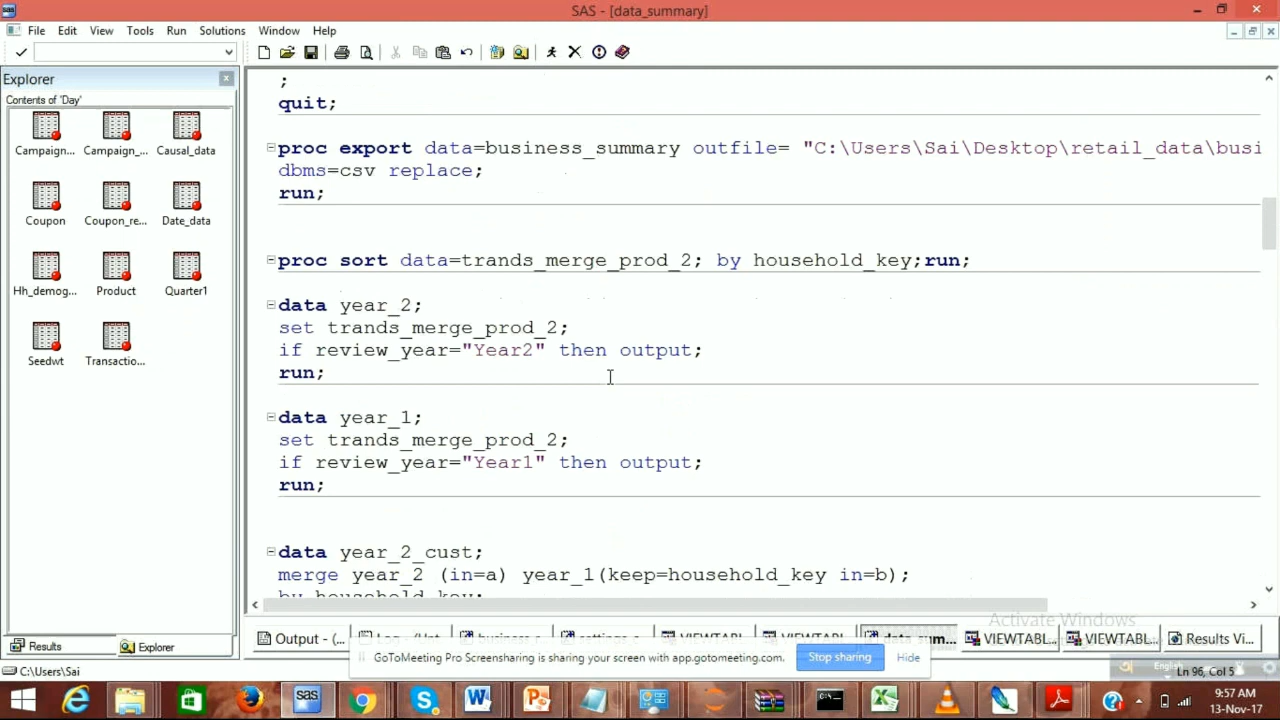 SAS - [data_summary]
File Edit View Tools Run Solutions Window Help
Explorer
Contents of 'Day'
Campaign... Campaign_... Causal_data
Coupon Coupon_re... Date_data
Hh_demog... Product Quarter1
Seedwt Transactio...
;
quit;
proc export data=business_summary outfile= "C:\Users\Sai\Desktop\retail_data\busi
dbms=csv replace;
run;
proc sort data=trands_merge_prod_2; by household_key;run;
data year_2;
set trands_merge_prod_2;
if review_year="Year2" then output;
run;
data year_1;
set trands_merge_prod_2;
if review_year="Year1" then output;
run;
data year_2_cust;
merge year_2 (in=a) year_1(keep=household_key in=b);
by household_key;
Activate Windows
Results Explorer
Output - (... VIEWTABL... VIEWTABL... Results Vi...
GoToMeeting Pro Screensharing is sharing your screen with app.gotomeeting.com. Stop sharing Hide
C:\Users\Sai
English
Ln 96, Col 5
9:57 AM
13-Nov-17